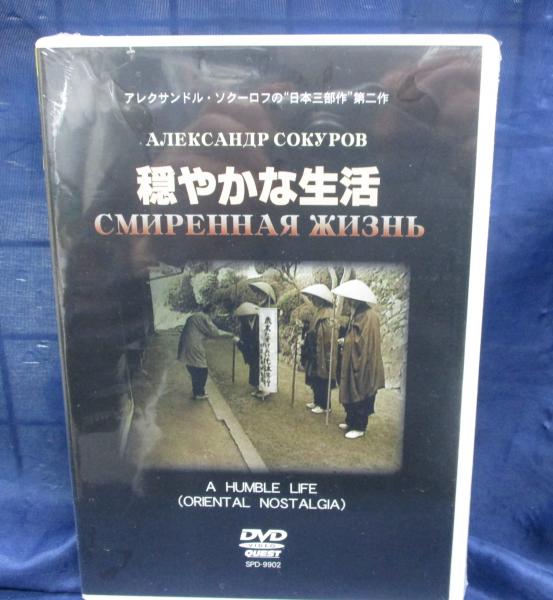 アレクサンドル・ソクーロフの"日本三部作"第二作
АЛЕКСАНДР СОКУРОВ
穏やかな生活
СМИРЕННАЯ ЖИЗНЬ
A HUMBLE LIFE
(ORIENTAL NOSTALGIA)
DVD
VIDEO
QUEST
SPD-9902